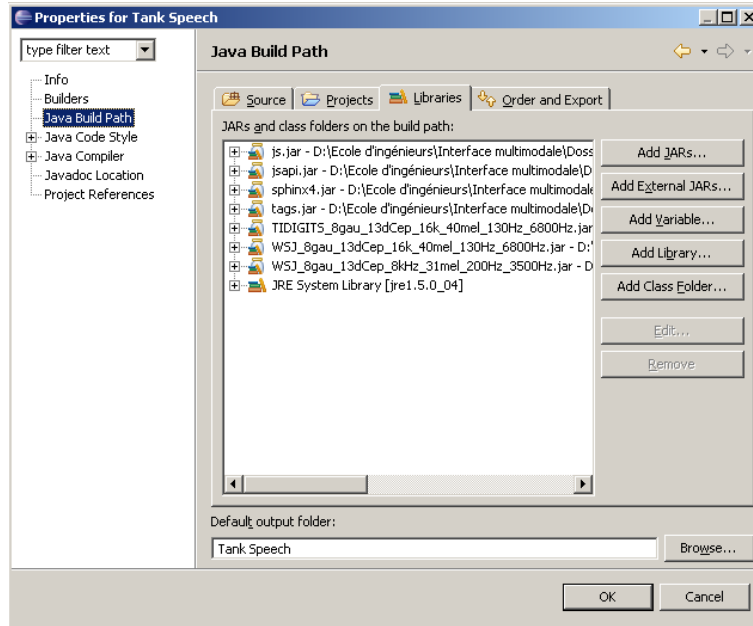 Properties for Tank Speech
type filter text
Java Build Path
Info
Builders
Java Build Path
Java Code Style
Java Compiler
Javadoc Location
Project References
Source
Projects
Libraries
Order and Export
JARs and class folders on the build path:
js.jar - D:\Ecole d'ingénieurs\Interface multimodale\Doss
jsapi.jar - D:\Ecole d'ingénieurs\Interface multimodale\D
sphinx4.jar - D:\Ecole d'ingénieurs\Interface multimodale
tags.jar - D:\Ecole d'ingénieurs\Interface multimodale\D
TIDIGITS_8gau_13dCep_16k_40mel_130Hz_6800Hz.jar
WSJ_8gau_13dCep_16k_40mel_130Hz_6800Hz.jar - D:
WSJ_8gau_13dCep_8kHz_31mel_200Hz_3500Hz.jar - D
JRE System Library [jre1.5.0_04]
Add JARs...
Add External JARs...
Add Variable...
Add Library...
Add Class Folder...
Edit...
Remove
Default output folder:
Tank Speech
Browse...
OK
Cancel